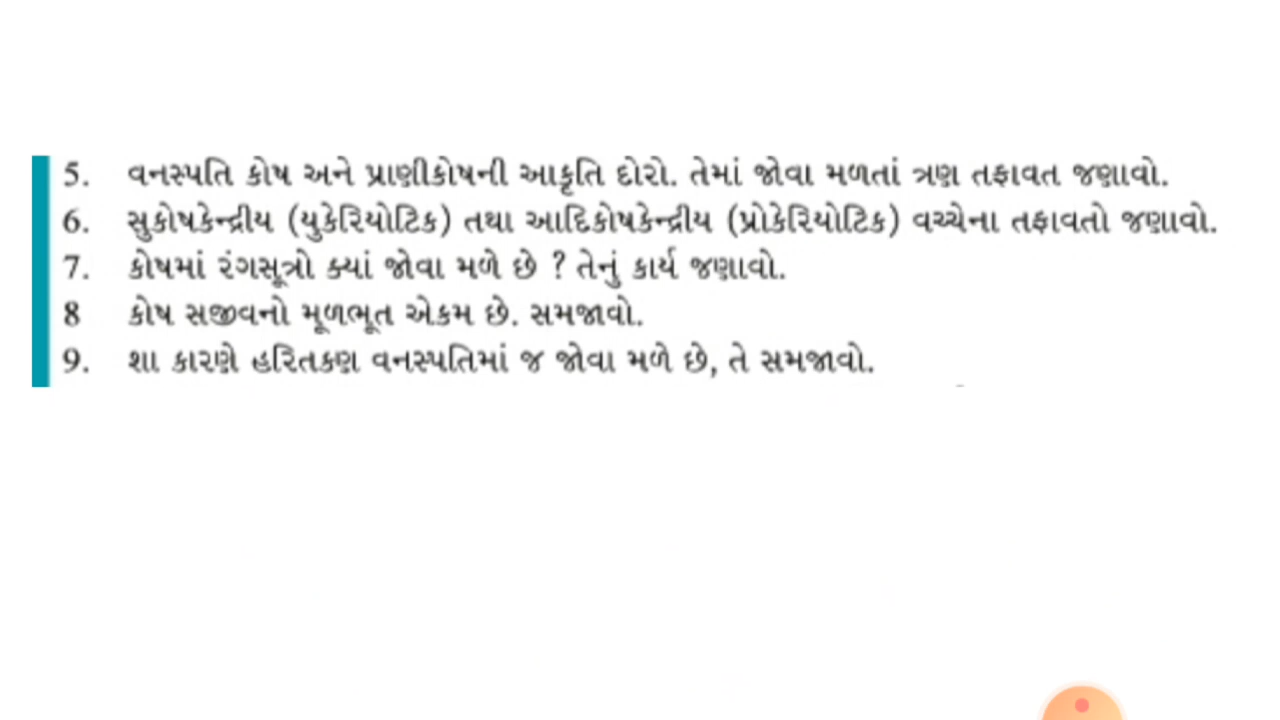 5. વનસ્પતિ કોષ અને પ્રાણીકોષની આકૃતિ દોરો. તેમાં જોવા મળતાં ત્રણ તફાવત જણાવો.
6. સુકોષકેન્દ્રીય (યુકેરિયોટિક) તથા આદિકોષકેન્દ્રીય (પ્રોકેરિયોટિક) વચ્ચેના તફાવતો જણાવો.
7. કોષમાં રંગસૂત્રો ક્યાં જોવા મળે છે ? તેનું કાર્ય જણાવો.
8 કોષ સજીવનો મૂળભૂત એકમ છે. સમજાવો.
9. શા કારણે હરિતકણ વનસ્પતિમાં જ જોવા મળે છે, તે સમજાવો.